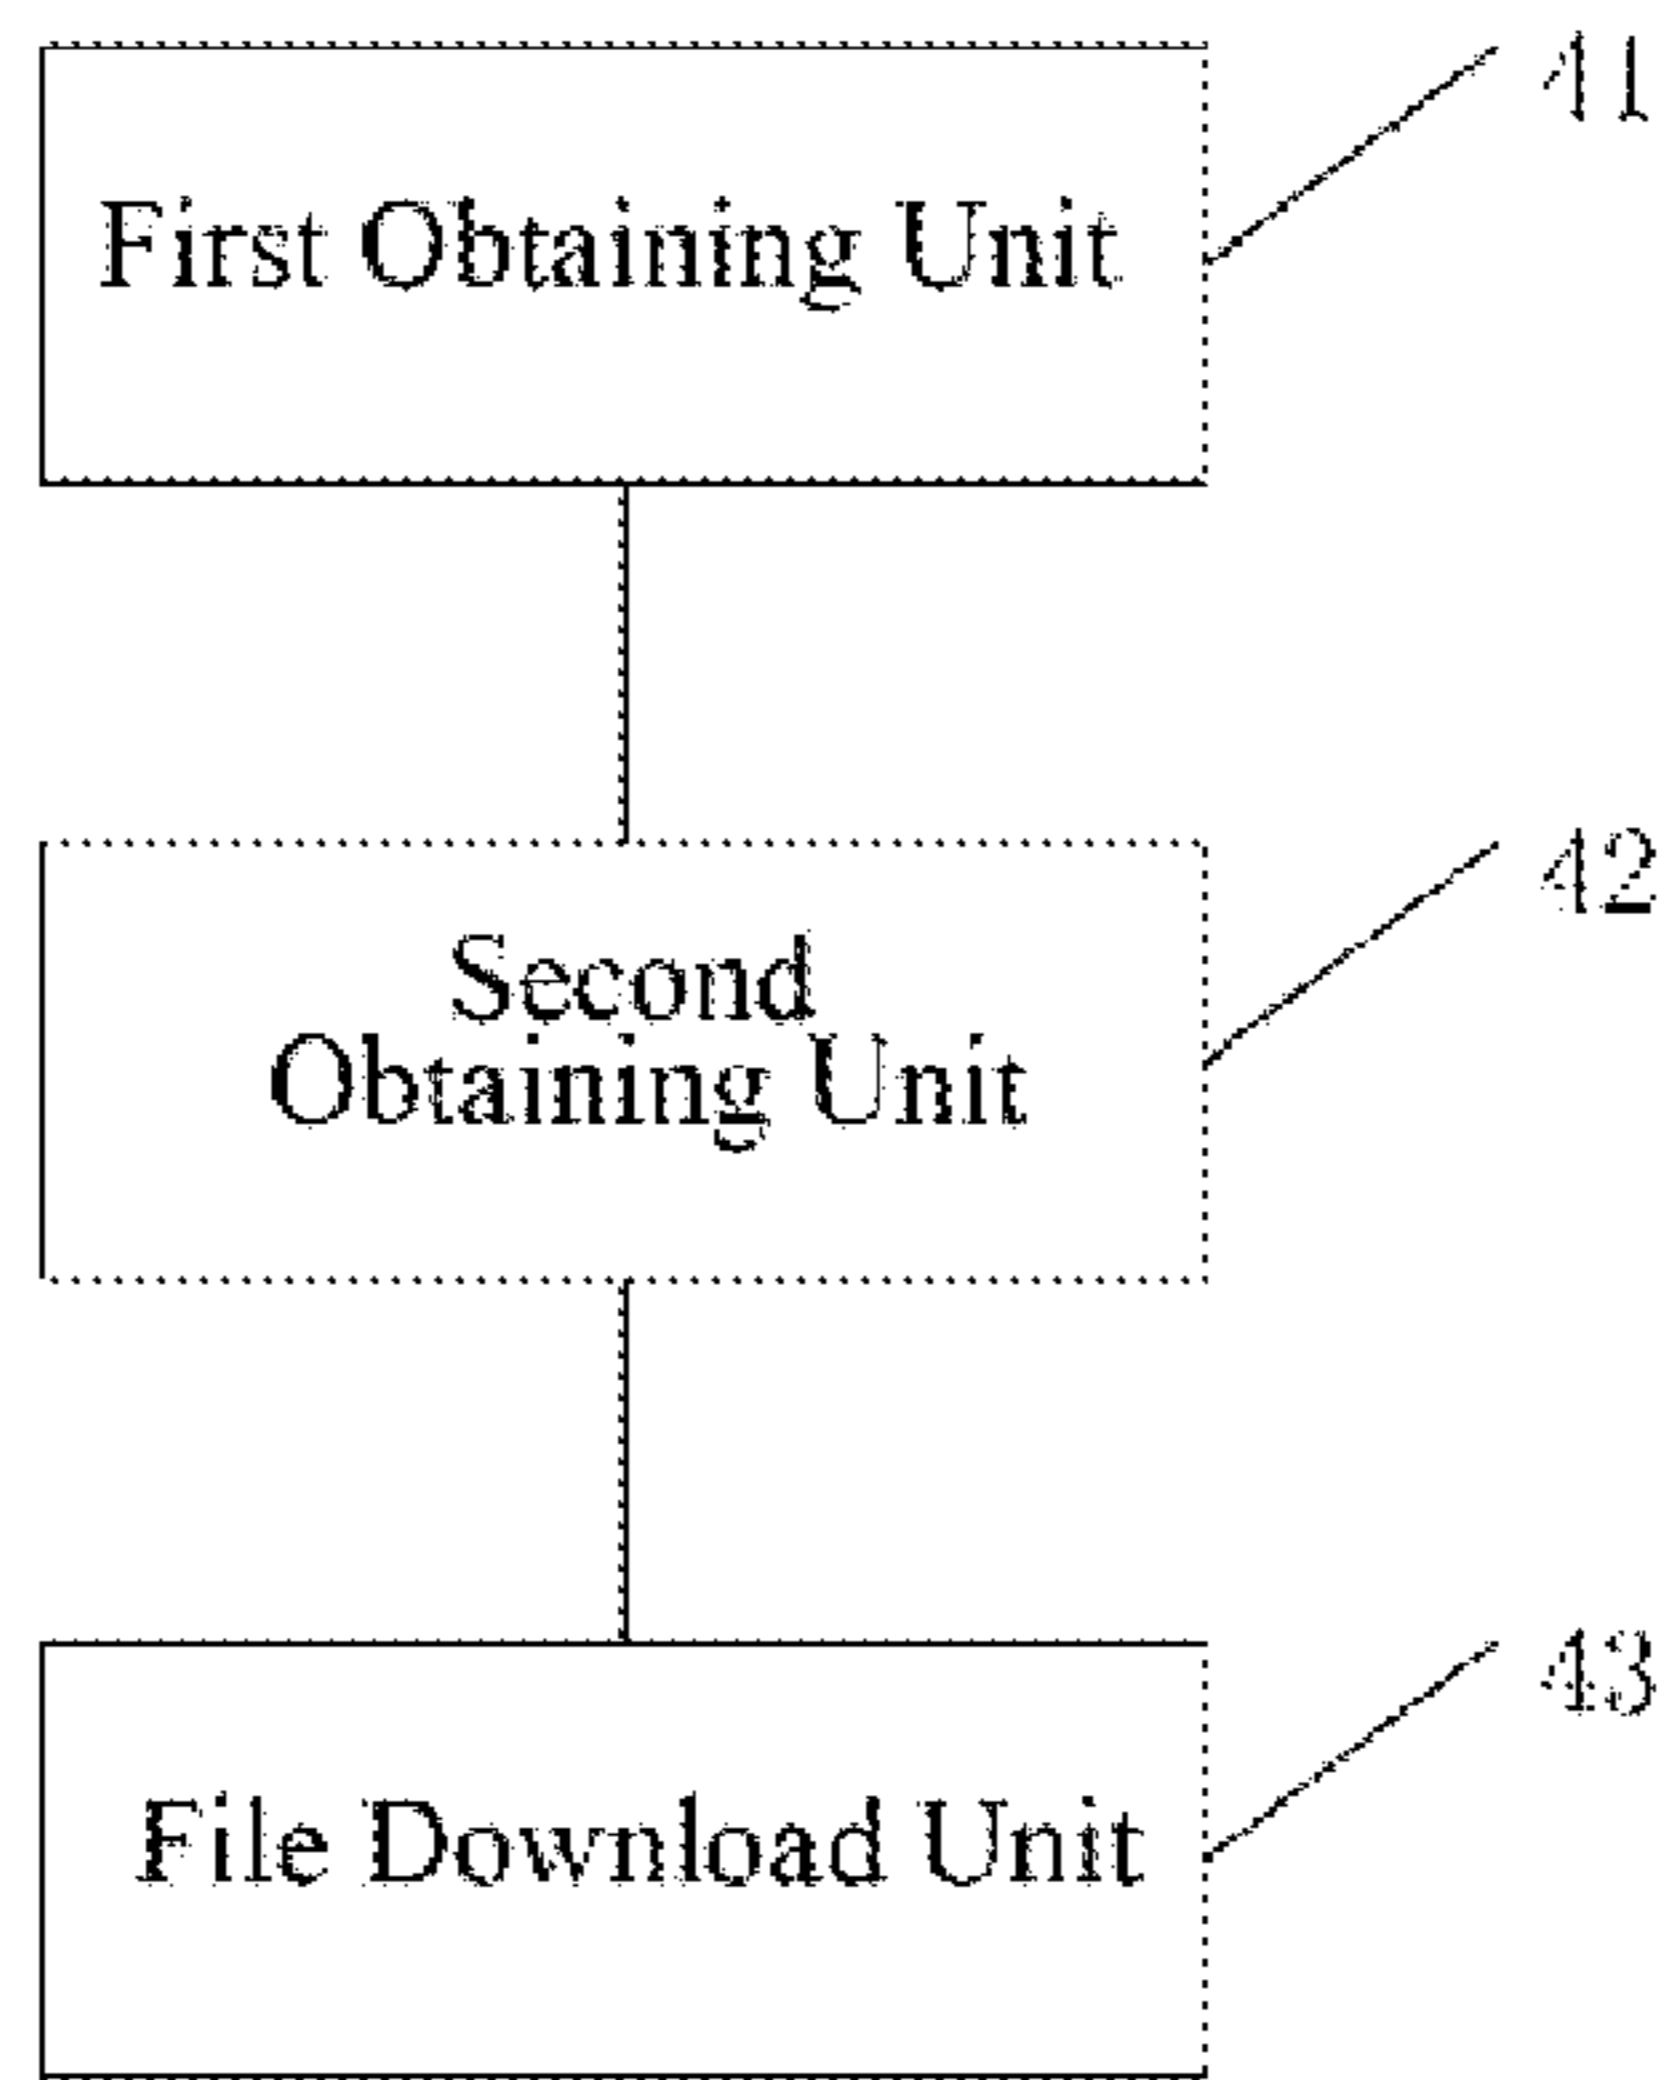 41
First Obtaining Unit
42
Second
Obtaining Unit
43
File Download Unit